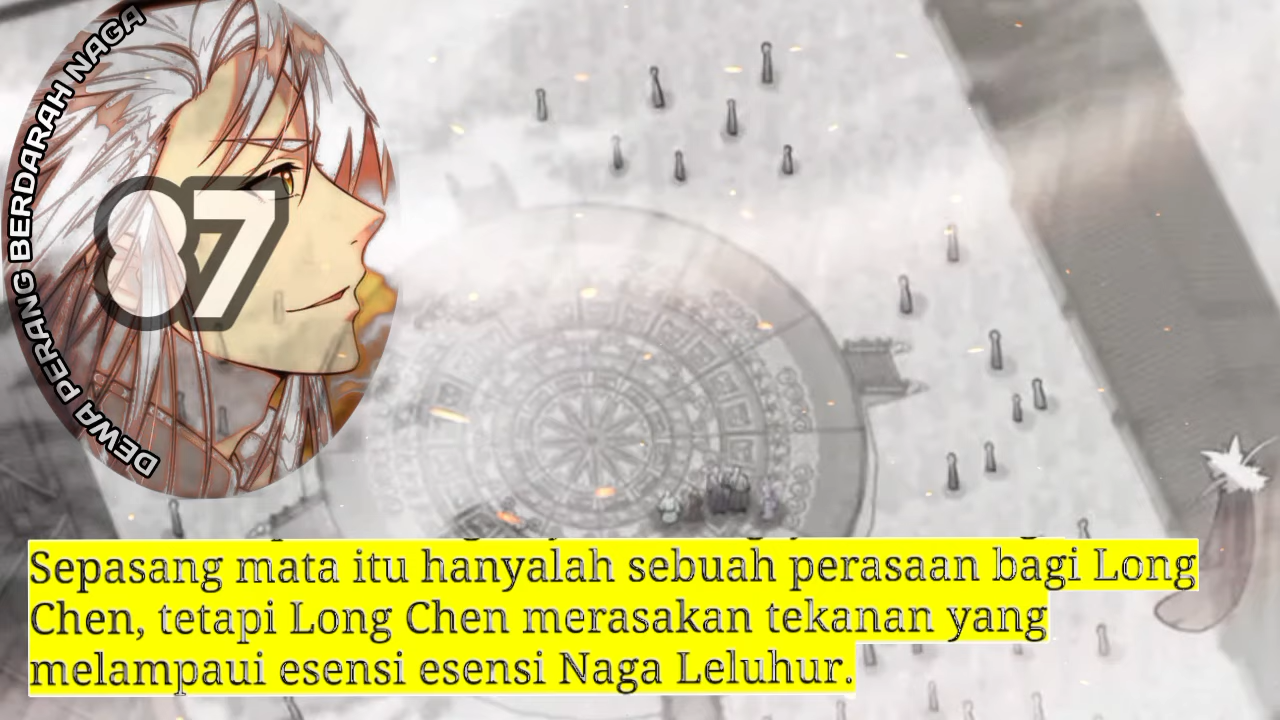 DEWA PERANG BERDARAH NAGA
87
Sepasang mata itu hanyalah sebuah perasaan bagi Long
Chen, tetapi Long Chen merasakan tekanan yang
melampaui esensi esensi Naga Leluhur.